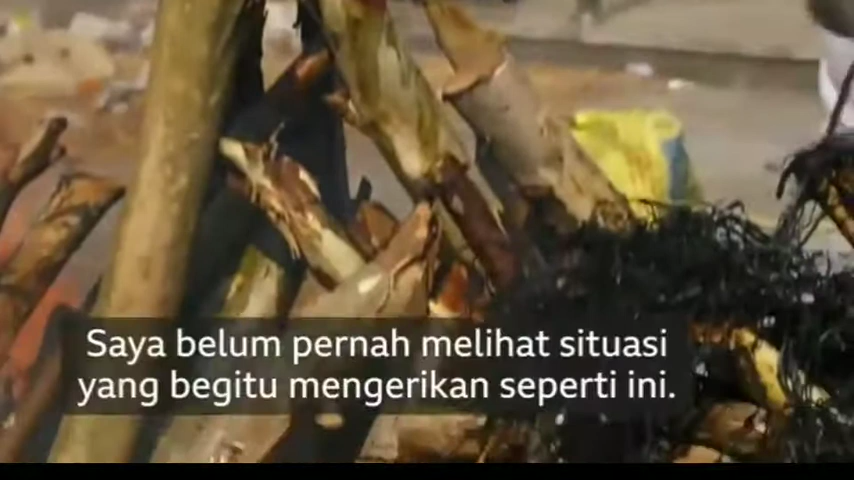 Saya belum pernah melihat situasi
yang begitu mengerikan seperti ini.